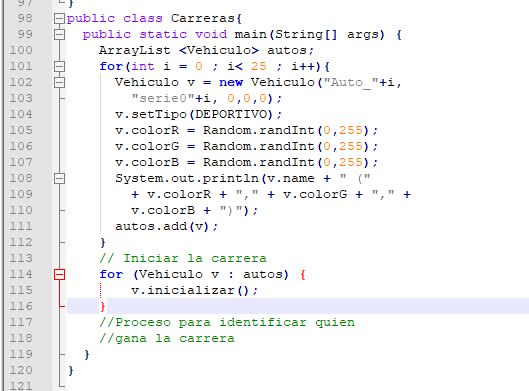 97 }
98 public class Carreras{
99 public static void main(String[] args) {
100 ArrayList <Vehiculo> autos;
101 for(int i = 0 ; i< 25 ; i++){
102 Vehiculo v = new Vehiculo("Auto_"+i,
103 "serie0"+i, 0,0,0);
104 v.setTipo(DEPORTIVO);
105 v.colorR = Random.randInt(0,255);
106 v.colorG = Random.randInt(0,255);
107 v.colorB = Random.randInt(0,255);
108 System.out.println(v.name + " ("
109 + v.colorR + "," + v.colorG + "," +
110 v.colorB + ")");
111 autos.add(v);
112 }
113 // Iniciar la carrera
114 for (Vehiculo v : autos) {
115 v.inicializar();
116 }
117 //Proceso para identificar quien
118 //gana la carrera
119 }
120 }
121